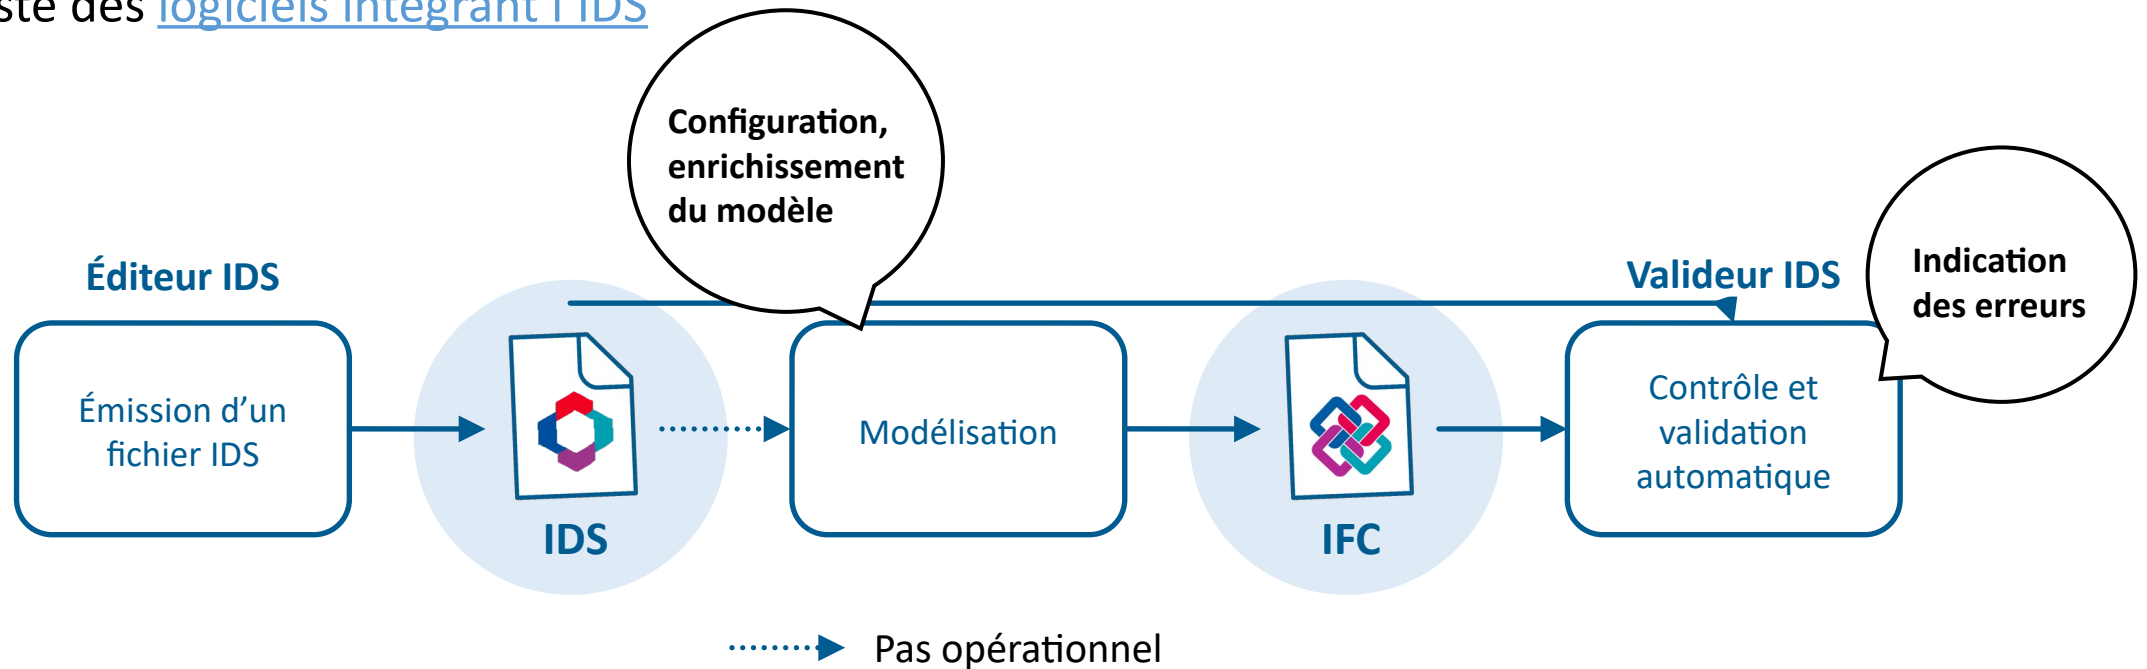 des logiciels intégrant l'IDS
Configuration,
enrichissement
du modèle
Éditeur IDS
Valideur IDS
Indication
des erreurs
Émission d'un
fichier IDS
IDS
Modélisation
IFC
Contrôle et
validation
automatique
Pas opérationnel